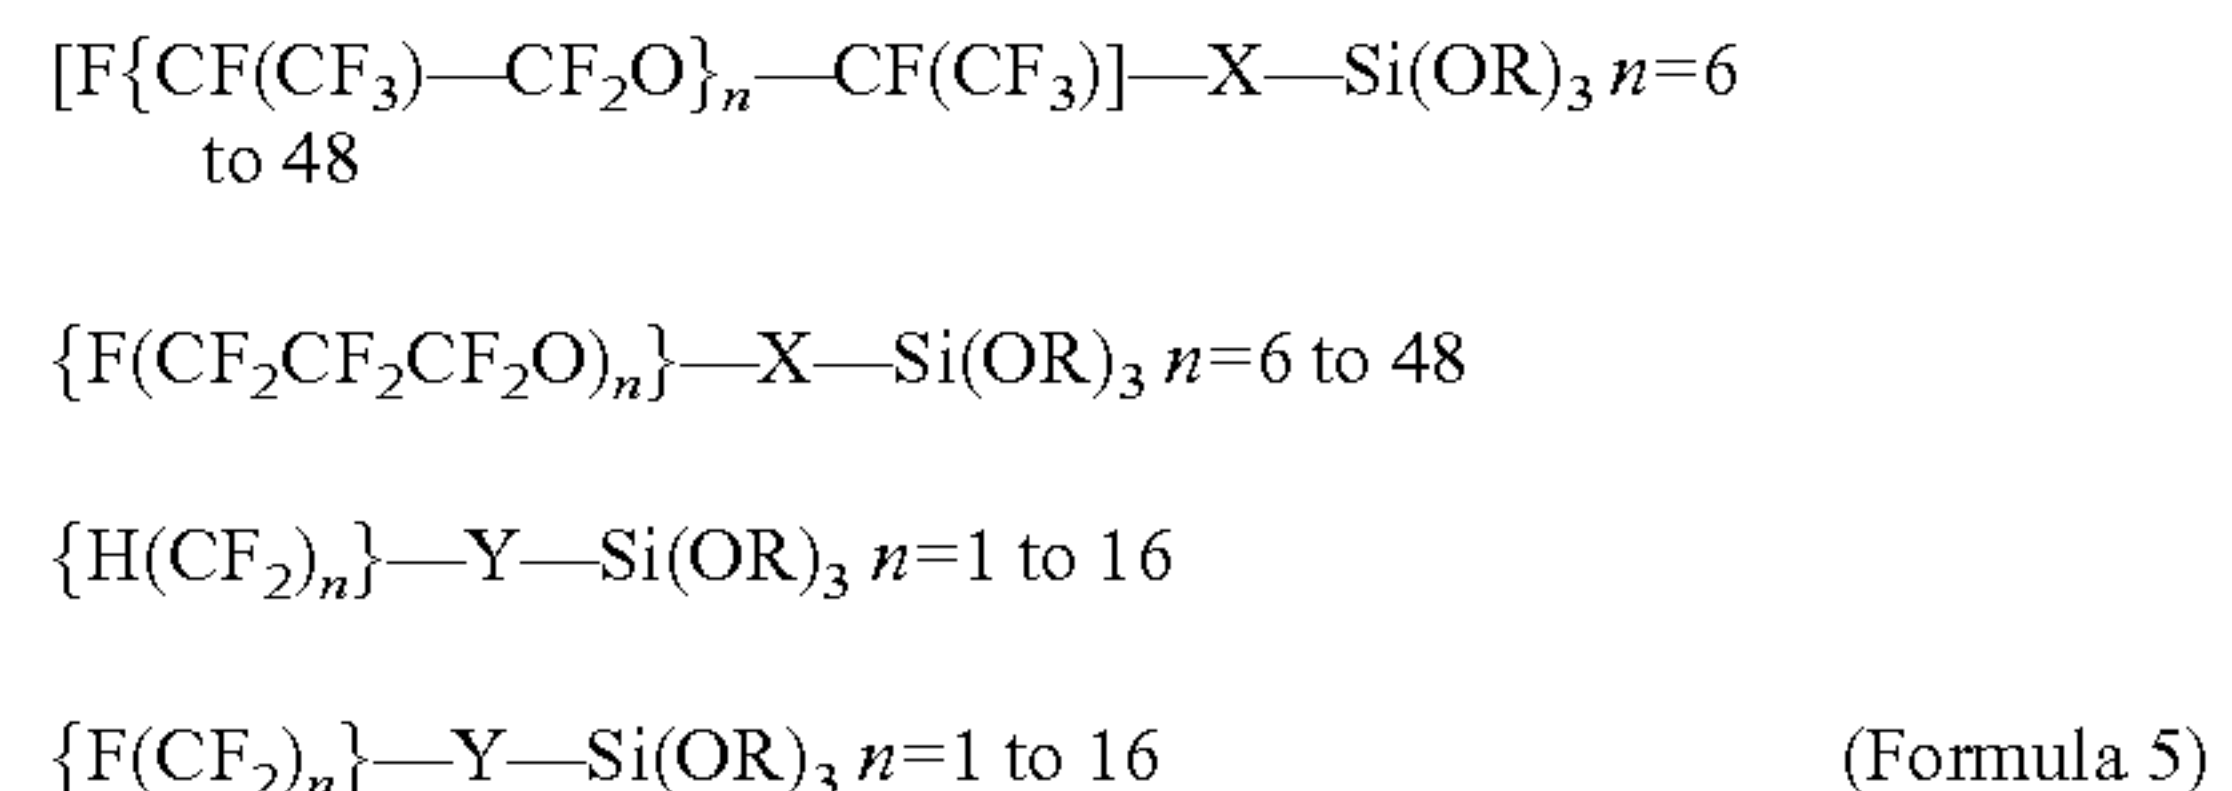 [F{CF(CF₃)—CF₂O}ₙ—CF(CF₃)]—X—Si(OR)₃ n=6
to 48
{F(CF₂CF₂CF₂O)ₙ}—X—Si(OR)₃ n=6 to 48
{H(CF₂)ₙ}—Y—Si(OR)₃ n=1 to 16
{F(CF₂)ₙ}—Y—Si(OR)₃ n=1 to 16 (Formula 5)